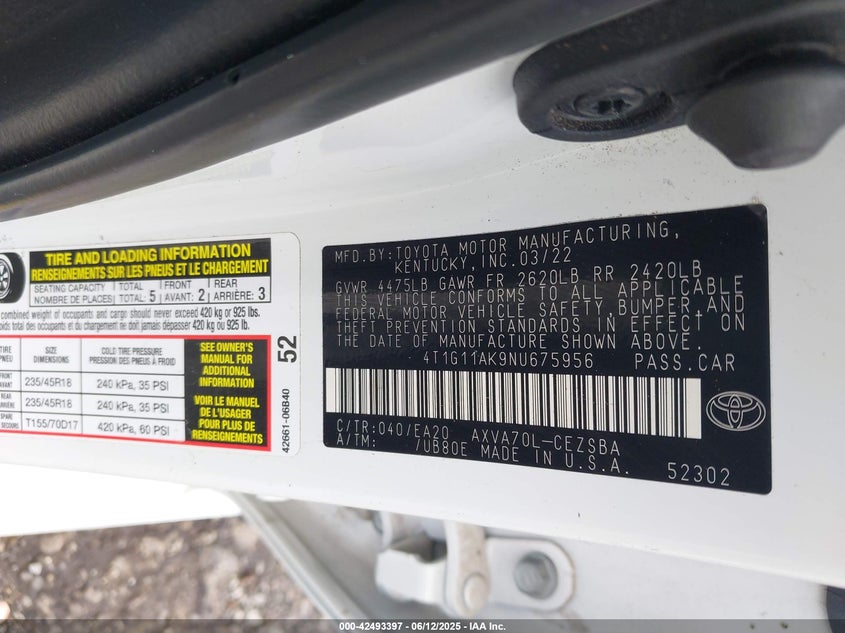 TIRE AND LOADING INFORMATION
RENSEIGNEMENTS SUR LES PNEUS ET LE CHARGEMENT
SEATING CAPACITY TOTAL FRONT REAR
NOMBRE DE PLACES TOTAL: 5 AVANT: 2 ARRIÈRE: 3
combined weight of occupants and cargo should never exceed 420 kg or 925 lbs.
total des occupants et du chargement ne doit jamais dépasser 420 kg ou 925 lb.
TIRE SIZE COLD TIRE PRESSURE
PNEU DIMENSIONS PRESSION DES PNEUS À FROID
235/45R18 240 kPa, 35 PSI
235/45R18 240 kPa, 35 PSI
T155/70D17 420 kPa, 60 PSI
SEE OWNER'S
MANUAL FOR
ADDITIONAL
INFORMATION
VOIR LE MANUEL
DE L'USAGER
POUR PLUS DE
RENSEIGNEMENTS
52
42661-06B40
MFD.BY:TOYOTA MOTOR MANUFACTURING,
KENTUCKY, INC.03/22
GVWR 4475LB GAWR FR 2620LB RR 2420LB
THIS VEHICLE CONFORMS TO ALL APPLICABLE
FEDERAL MOTOR VEHICLE SAFETY,BUMPER,AND
THEFT PREVENTION STANDARDS IN EFFECT ON
THE DATE OF MANUFACTURE SHOWN ABOVE.
4T1G11AK9NU675956 PASS.CAR
C/TR:040/EA20 AXVA70L-CEZSBA
A/TM: /UB80E MADE IN U.S.A.
52302
000-42493397 - 06/12/2025 - IAA Inc.